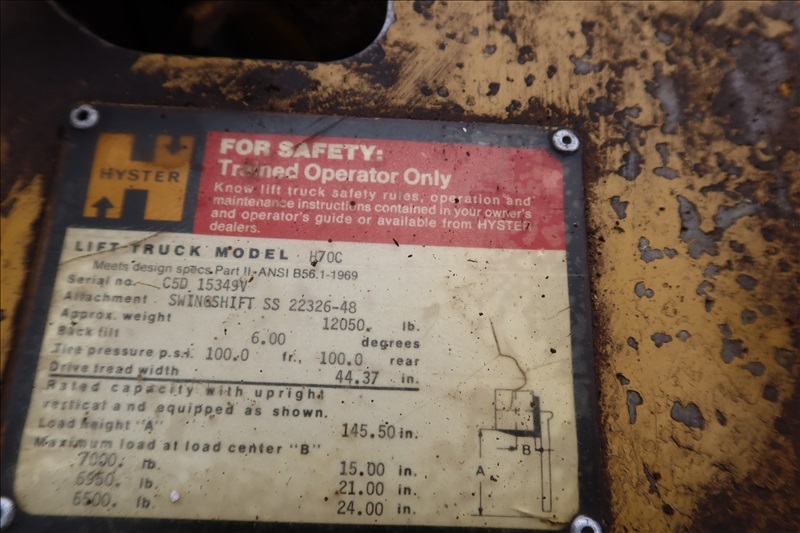 HYSTER
FOR SAFETY:
Trained Operator Only
Know lift truck safety rules, operation and
maintenance instructions contained in your owner's
and operator's guide or available from HYSTER
dealers.
LIFT TRUCK MODEL H70C
Meets design specs Part II-ANSI B56.1-1969
Serial no. C5D 15349V
Attachment SWINGSHIFT SS 22326-48
Approx. weight 12050. lb.
Back tilt 6.00 degrees
Tire pressure p.s.i. 100.0 fr., 100.0 rear
Drive tread width 44.37 in.
Rated capacity with upright
vertical and equipped as shown.
Load height "A" 145.50 in.
Maximum load at load center "B"
7000. lb. 15.00 in.
6950. lb. 21.00 in.
6500. lb. 24.00 in.
A
B